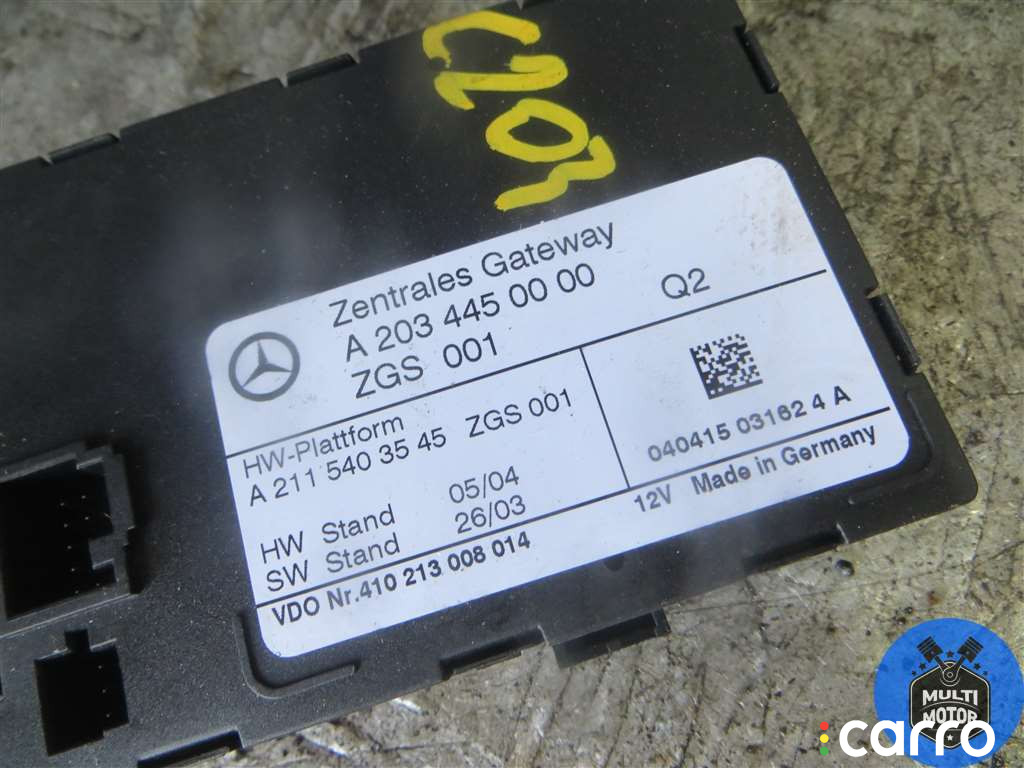 C203
Zentrales Gateway
A 203 445 00 00 Q2
ZGS 001
HW-Plattform
A 211 540 35 45 ZGS 001
HW Stand 05/04
SW Stand 26/03
040415 03162 4 A
VDO Nr.410 213 008 014 12V Made in Germany
MULTI
MOTOR
carro